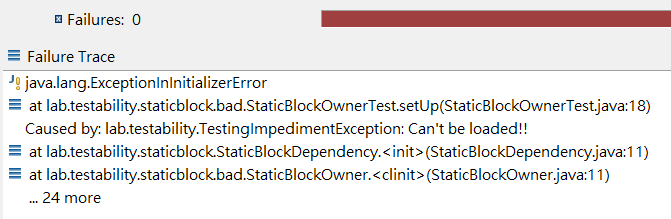 Failures: 0
Failure Trace
java.lang.ExceptionInInitializerError
at lab.testability.staticblock.bad.StaticBlockOwnerTest.setUp(StaticBlockOwnerTest.java:18)
Caused by: lab.testability.TestingImpedimentException: Can't be loaded!!
at lab.testability.staticblock.StaticBlockDependency.<init>(StaticBlockDependency.java:11)
at lab.testability.staticblock.bad.StaticBlockOwner.<clinit>(StaticBlockOwner.java:11)
... 24 more